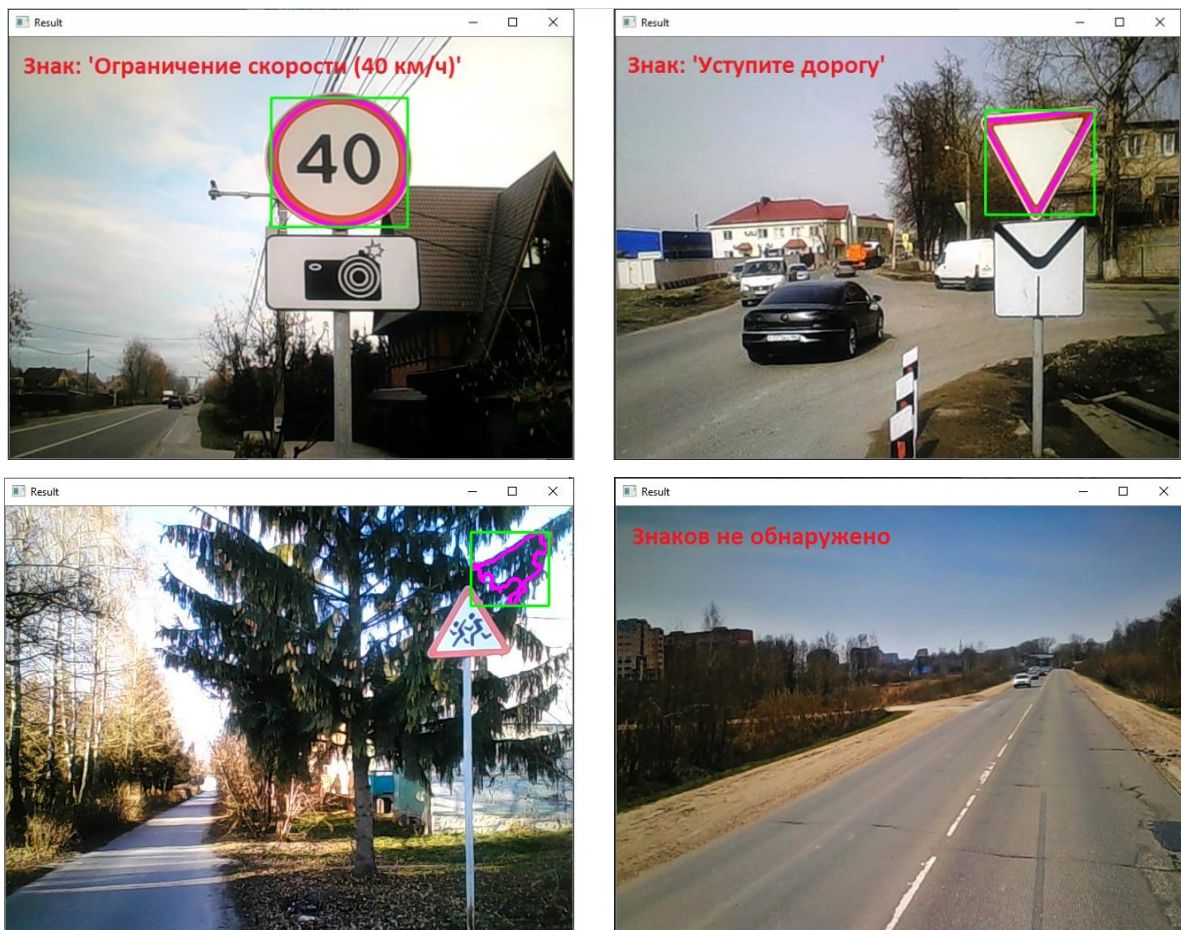 Result
Знак: 'Ограничение скорости (40 км/ч)'
40
Result
Знак: 'Уступите дорогу'
Result
Result
Знаков не обнаружено